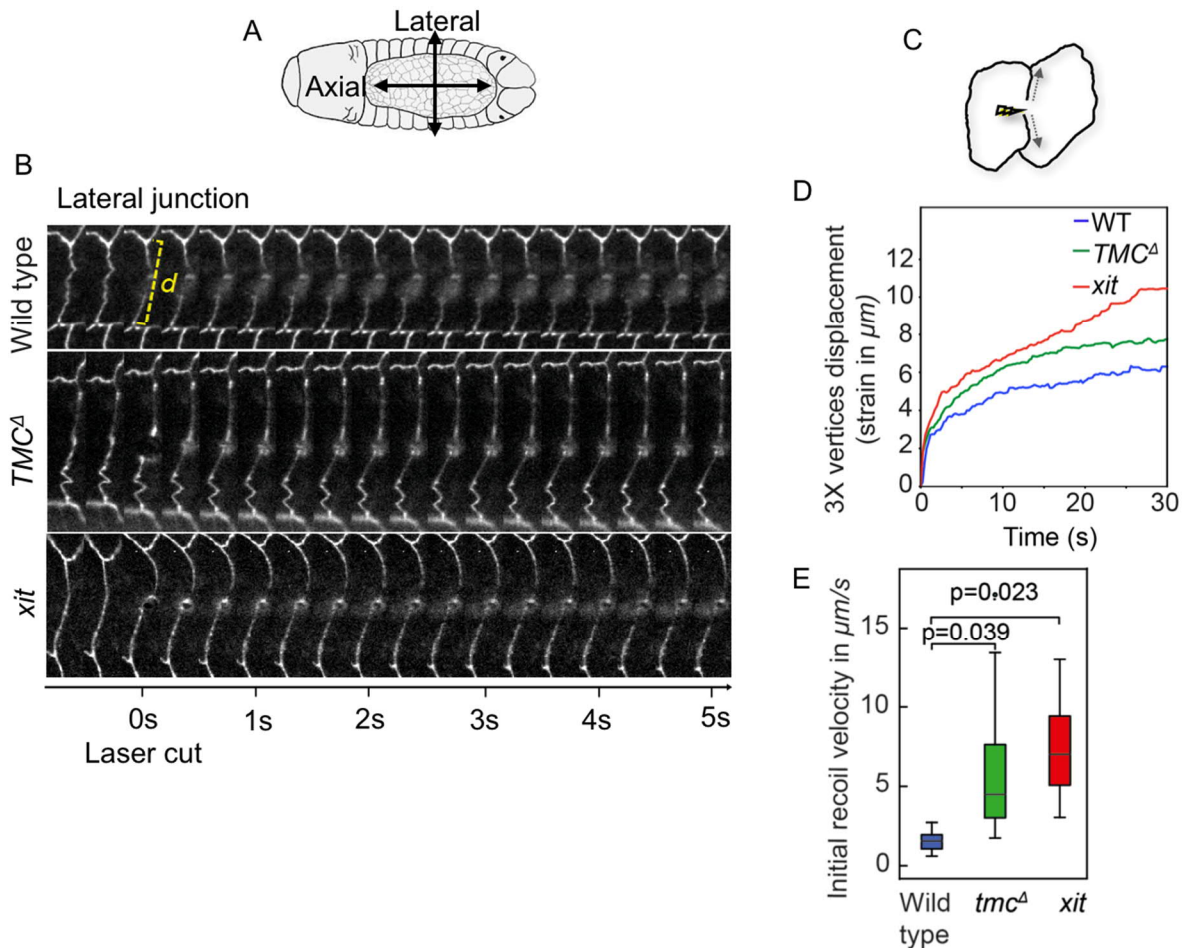 A
Lateral
Axial
B
Lateral junction
Wild type
d
TMCΔ
xit
0s
1s
2s
3s
4s
5s
Laser cut
C
D
3X vertices displacement
(strain in μm)
12
10
8
6
4
2
0
0
10
20
30
Time (s)
WT
TMCΔ
xit
E
Initial recoil velocity in μm/s
15
10
5
0
p=0.023
p=0.039
Wild
type
tmcΔ
xit